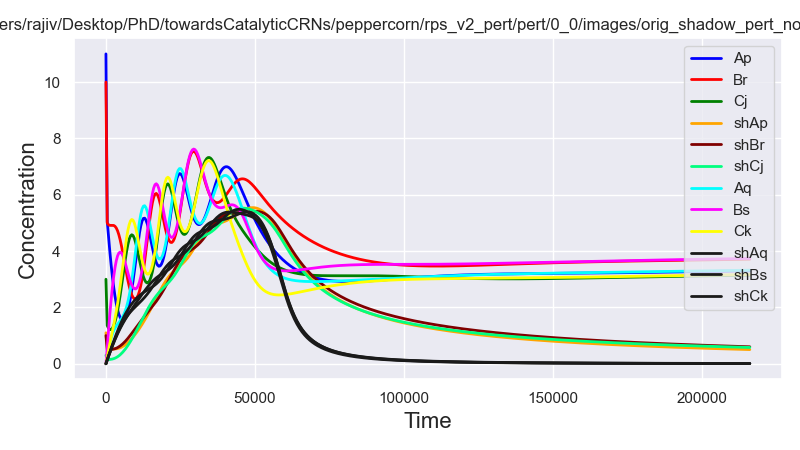 ers/rajiv/Desktop/PhD/towardsCatalyticCRNs/peppercorn/rps_v2_pert/pert/0_0/images/orig_shadow_pert_no
Concentration
10
8
6
4
2
0
0
50000
100000
150000
200000
Time
Ap
Br
Cj
shAp
shBr
shCj
Aq
Bs
Ck
shAq
shBs
shCk